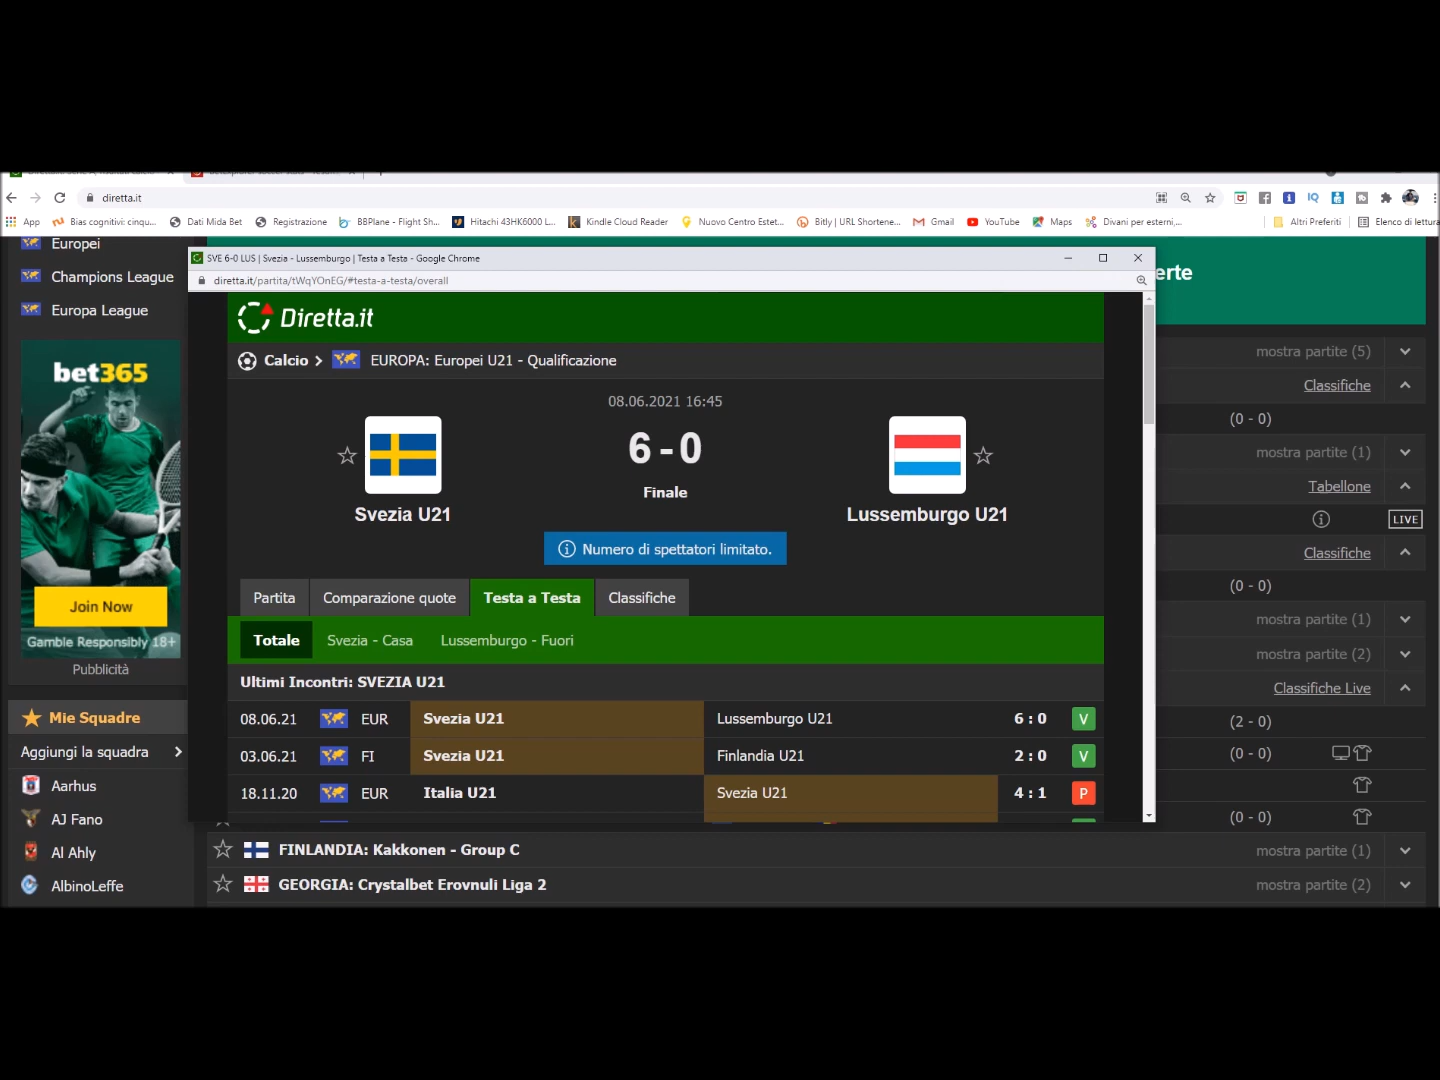 diretta.it
App
Bias cognitivi: cinqu...
Dati Mida Bet
Registrazione
BBPlane - Flight Sh...
Hitachi 43HK6000 L...
Kindle Cloud Reader
Nuovo Centro Estet...
Bitly | URL Shortene...
Gmail
YouTube
Maps
Divani per esterni,...
Altri Preferiti
Elenco di lettura
Europei
Champions League
Europa League
bet365
Join Now
Gamble Responsibly 18+
Pubblicità
Mie Squadre
Aggiungi la squadra
Aarhus
AJ Fano
Al Ahly
AlbinoLeffe
SVE 6-0 LUS | Svezia - Lussemburgo | Testa a Testa - Google Chrome
diretta.it/partita/tWqYOnEG/#testa-a-testa/overall
Diretta.it
Calcio > EUROPA: Europei U21 - Qualificazione
08.06.2021 16:45
6 - 0
Finale
Svezia U21
Lussemburgo U21
Numero di spettatori limitato.
Partita
Comparazione quote
Testa a Testa
Classifiche
Totale
Svezia - Casa
Lussemburgo - Fuori
Ultimi Incontri: SVEZIA U21
08.06.21 EUR Svezia U21 Lussemburgo U21 6 : 0 V
03.06.21 FI Svezia U21 Finlandia U21 2 : 0 V
18.11.20 EUR Italia U21 Svezia U21 4 : 1 P
erte
mostra partite (5)
Classifiche
(0 - 0)
mostra partite (1)
Tabellone
LIVE
Classifiche
(0 - 0)
mostra partite (1)
mostra partite (2)
Classifiche Live
(2 - 0)
(0 - 0)
(0 - 0)
FINLANDIA: Kakkonen - Group C mostra partite (1)
GEORGIA: Crystalbet Erovnuli Liga 2 mostra partite (2)